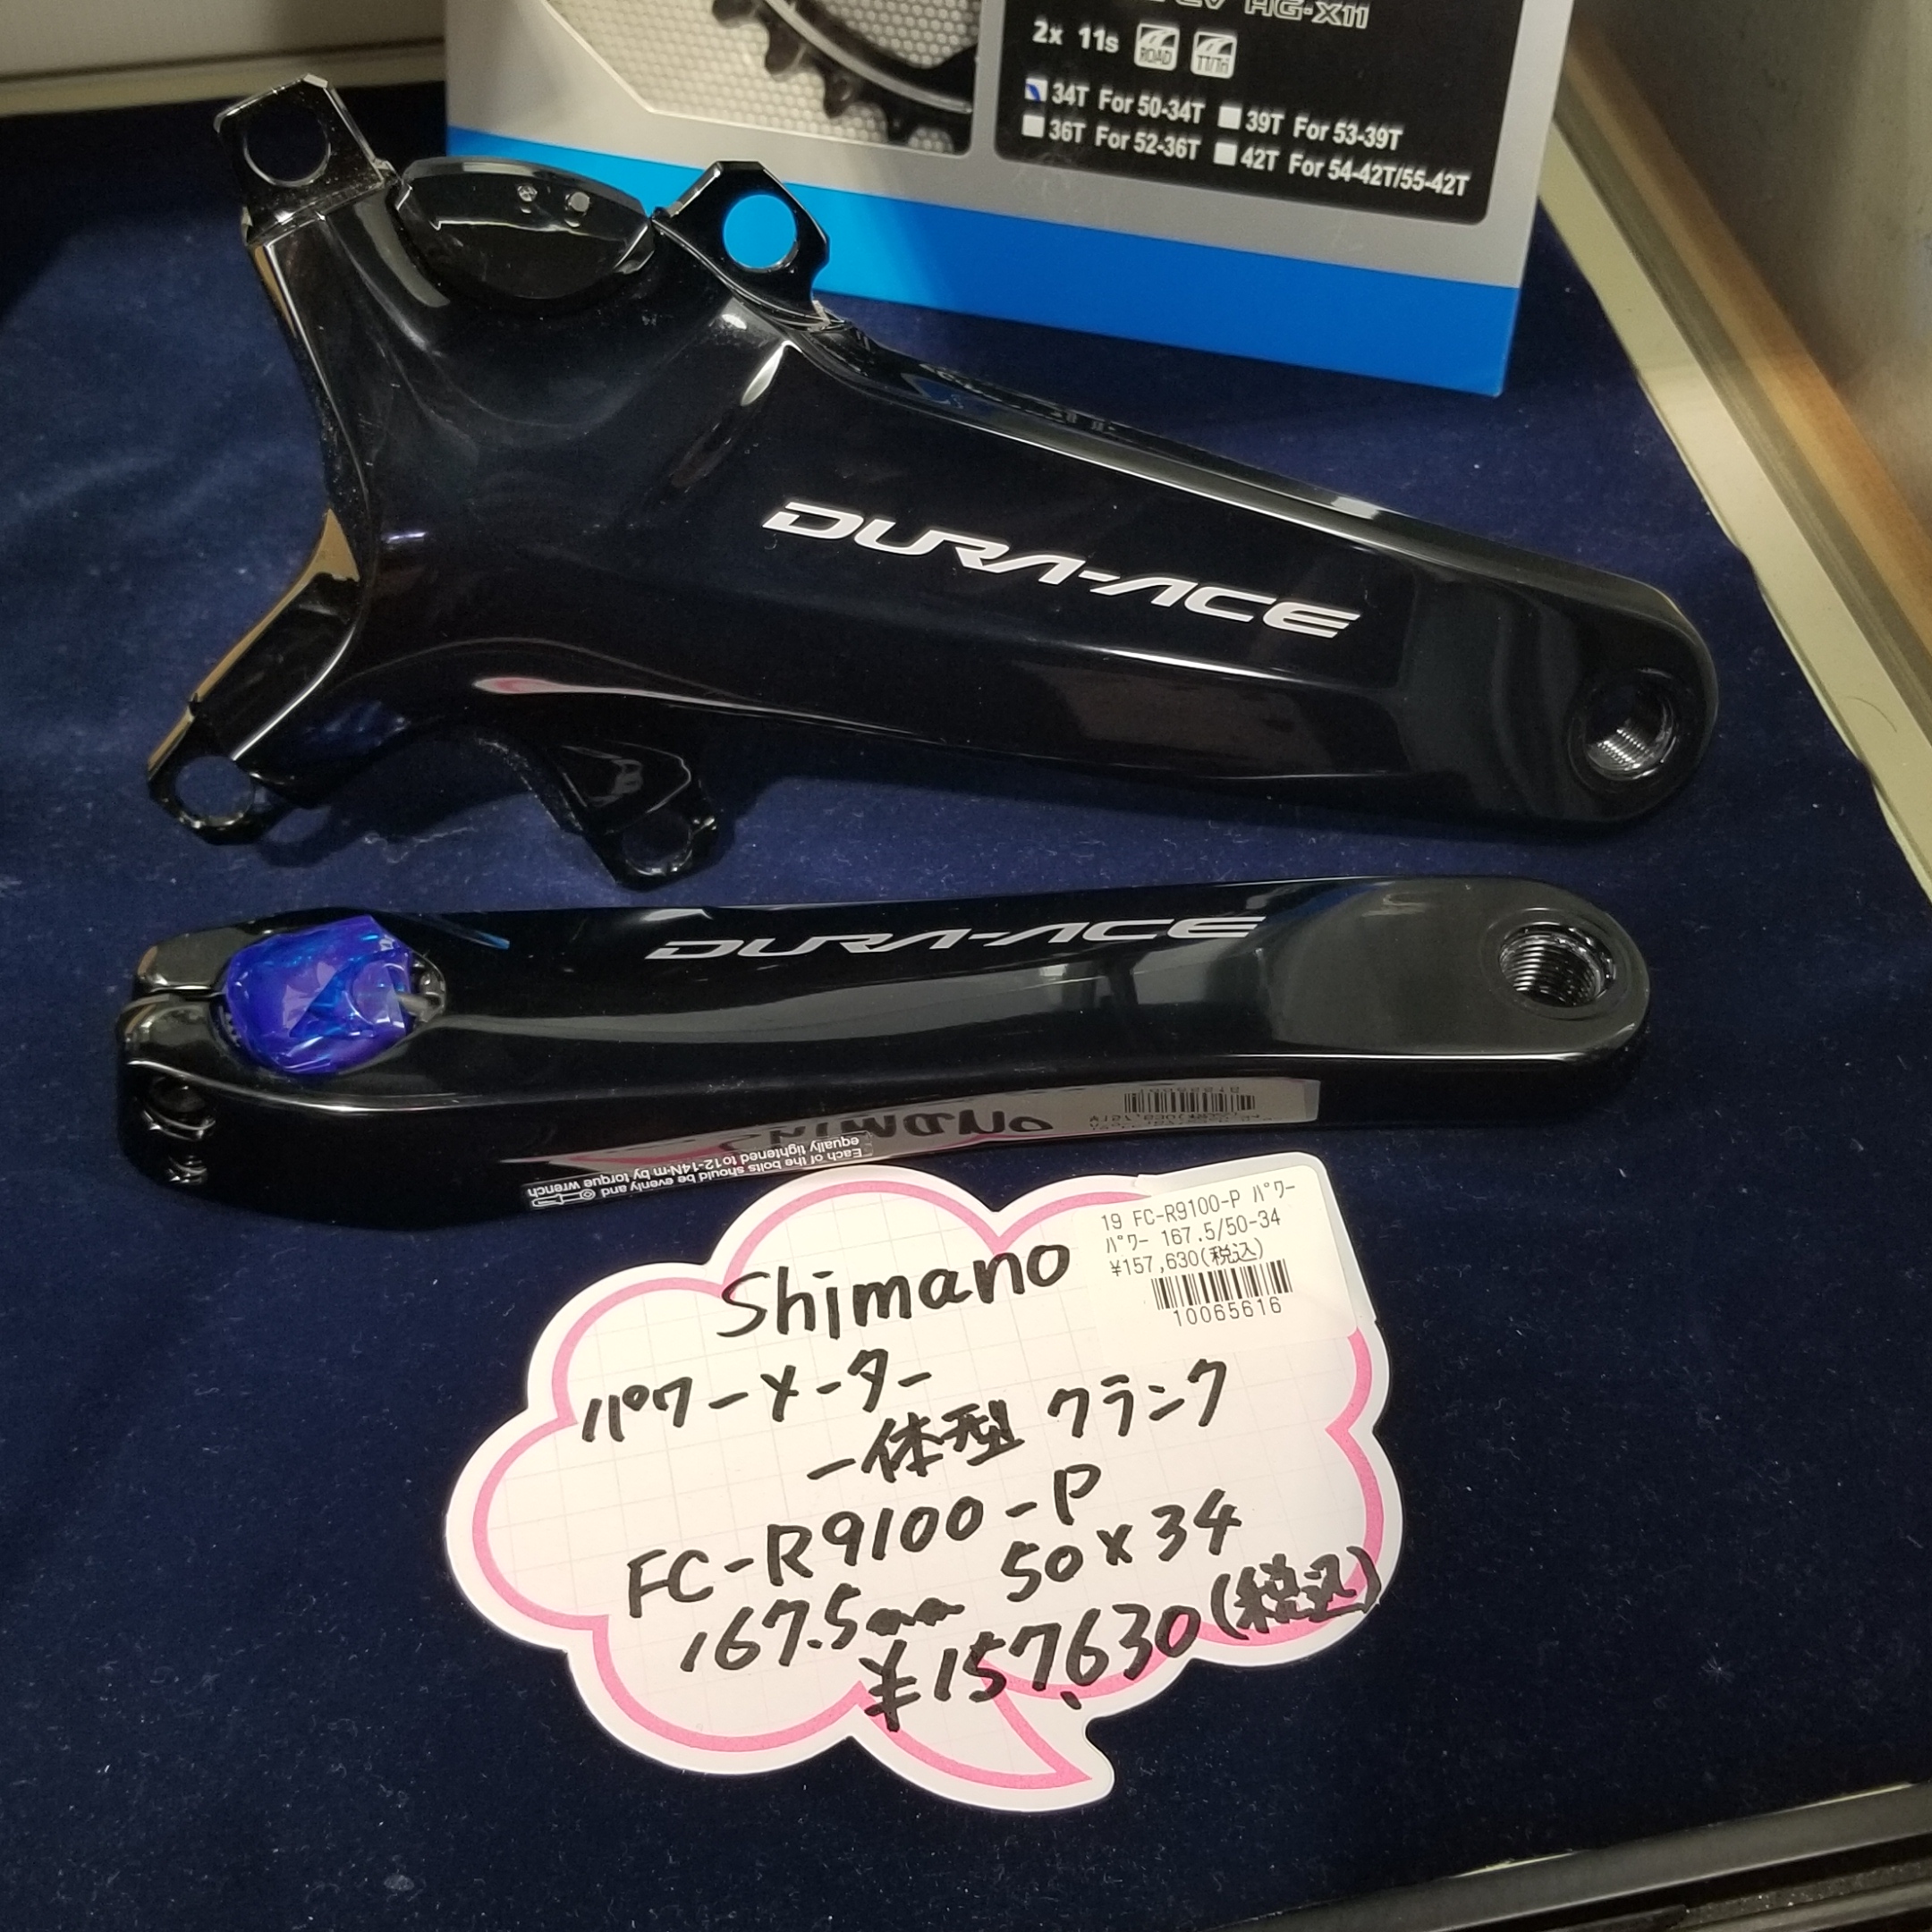 HG-X11
2x 11s
ROAD
TT/Tri
34T For 50-34T
39T For 53-39T
36T For 52-36T
42T For 54-42T/55-42T
DURA-ACE
DURA-ACE
Each of the bolts should be evenly and
equally tightened to12-14N·m by torque wrench
19 FC-R9100-P ﾊﾟﾜｰ
ﾊﾟﾜｰ 167.5/50-34
¥157,630(税込)
10065616
Shimano
パワーメーター
一体型 クランク
FC-R9100-P
167.5mm 50×34
¥157,630(税込)